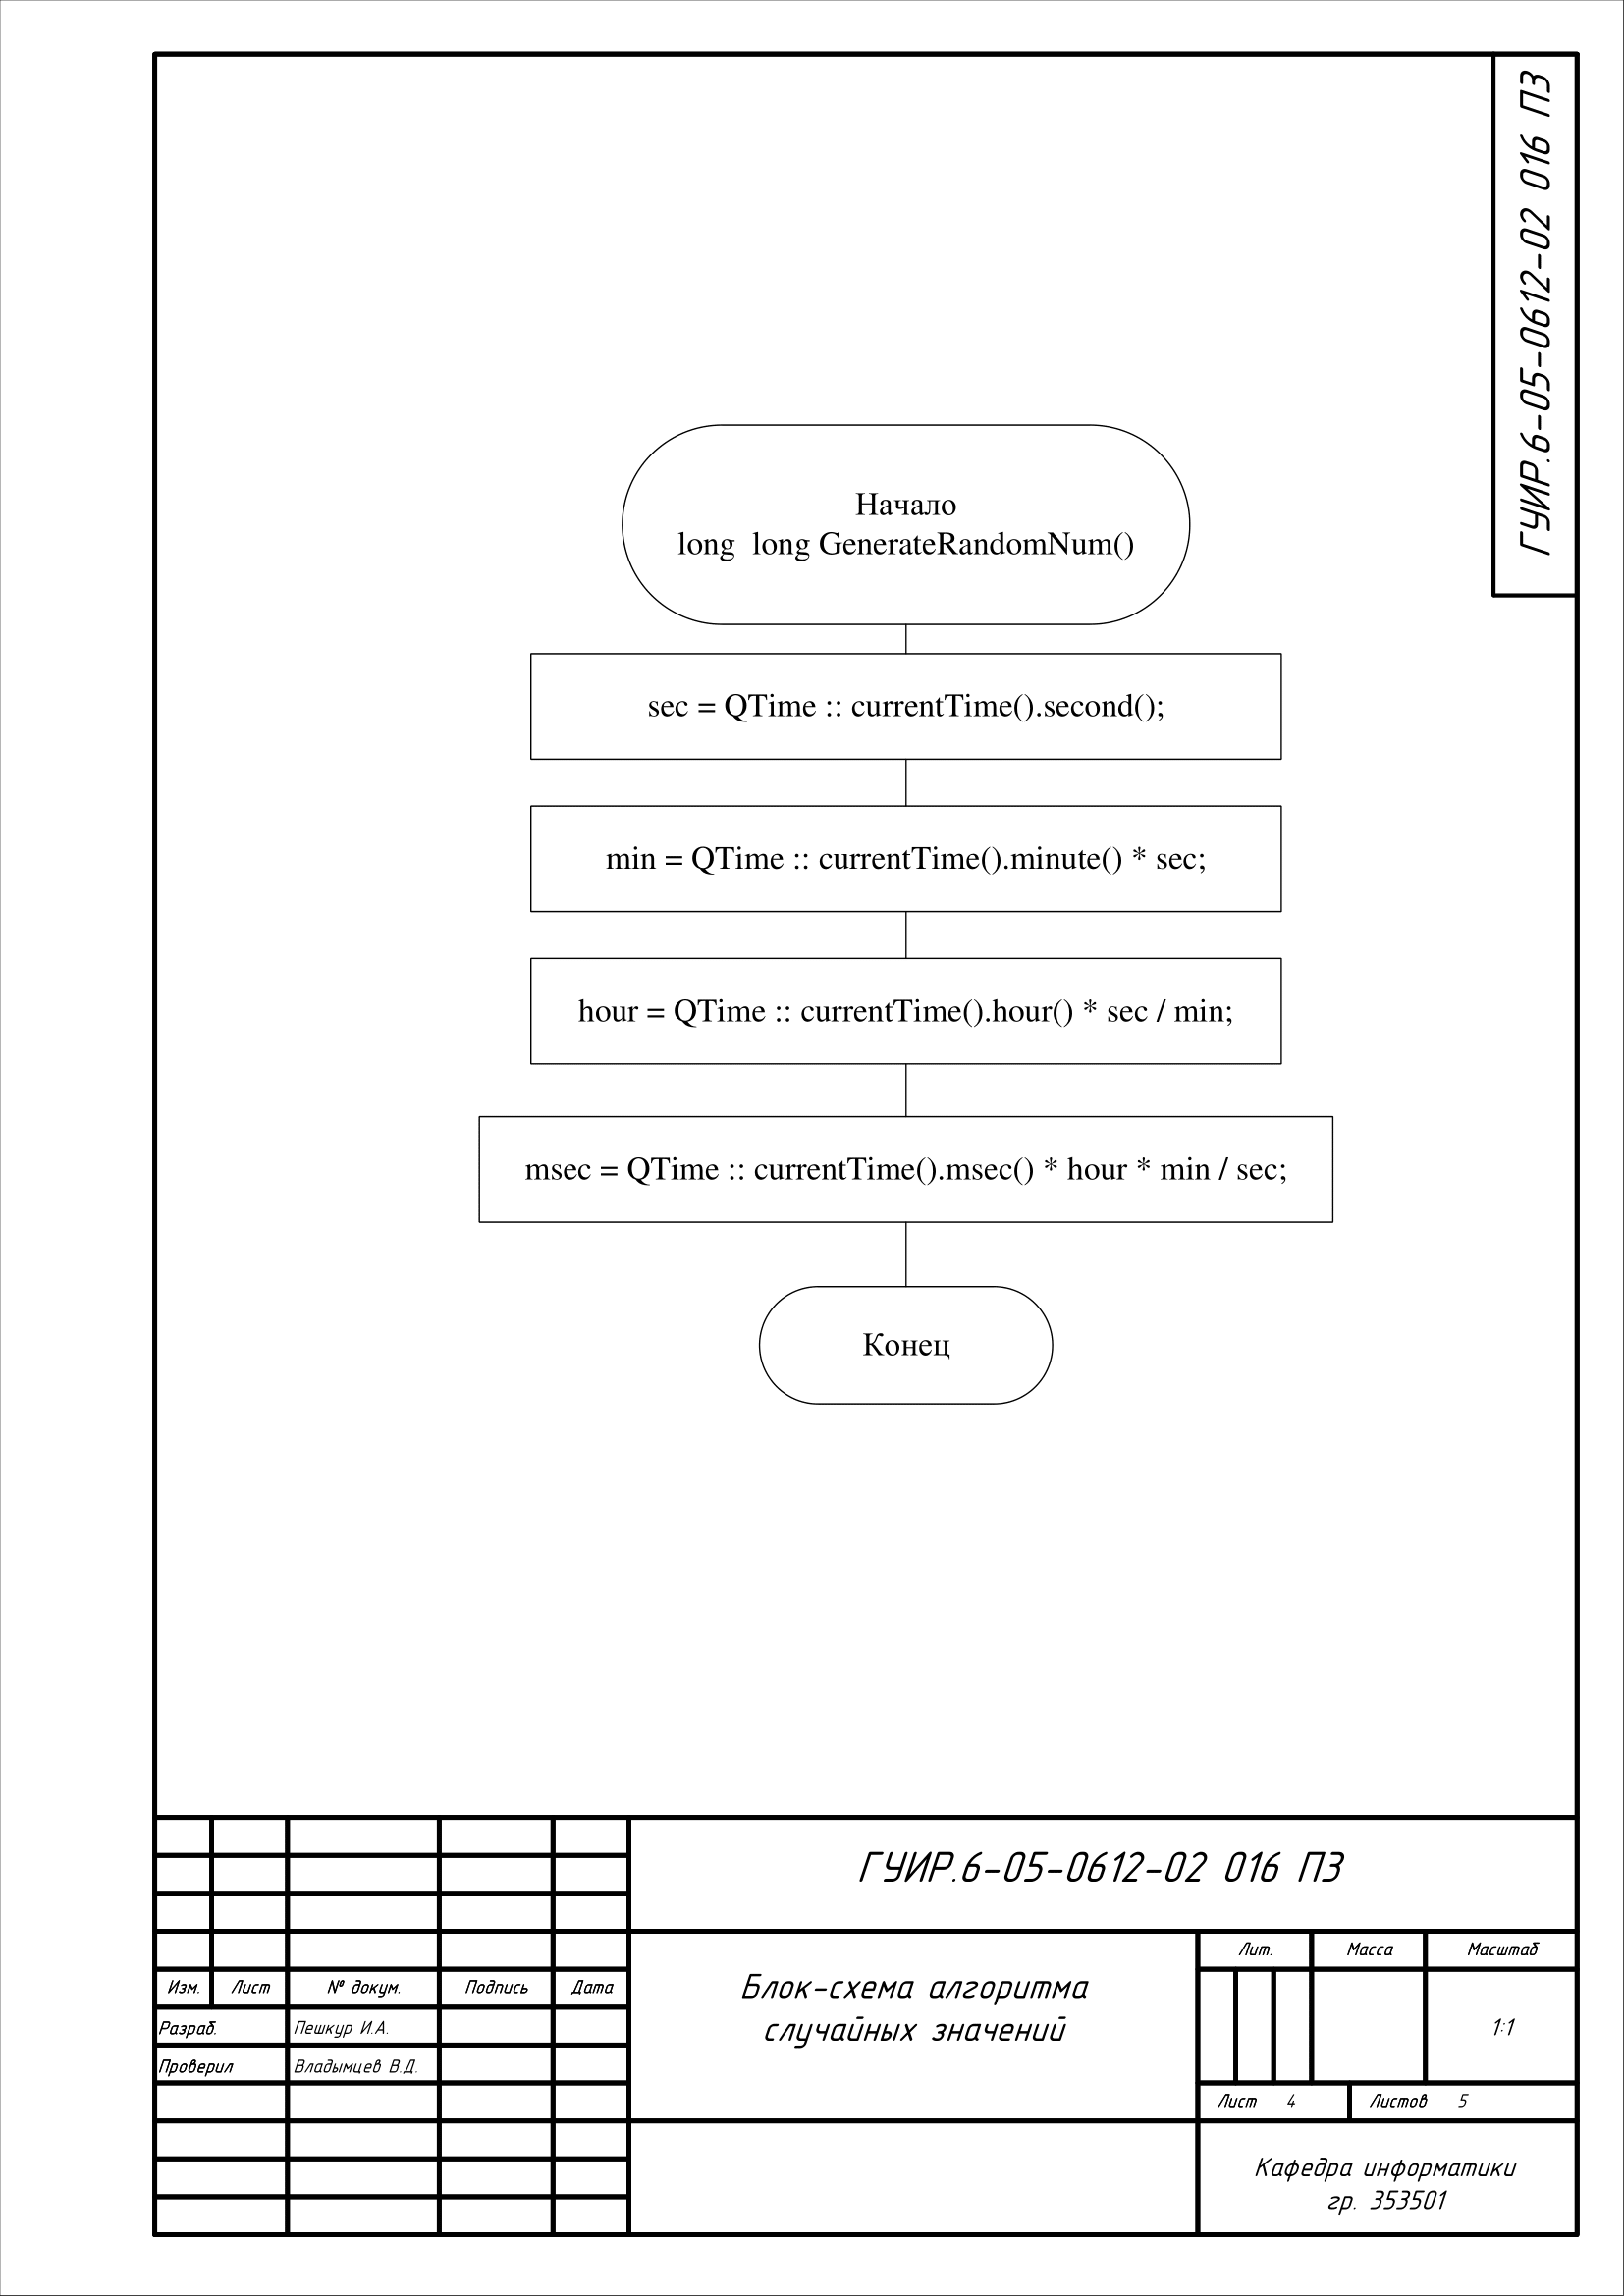 ГУИР.6-05-0612-02 016 ПЗ
Начало
long  long GenerateRandomNum()
sec = QTime :: currentTime().second();
min = QTime :: currentTime().minute() * sec;
hour = QTime :: currentTime().hour() * sec / min;
msec = QTime :: currentTime().msec() * hour * min / sec;
Конец
ГУИР.6-05-0612-02 016 ПЗ
Лит. Масса Масштаб
Изм. Лист № докум. Подпись Дата
Блок-схема алгоритма
случайных значений
Разраб. Пешкур И.А.
1:1
Проверил Владымцев В.Д.
Лист 4 Листов 5
Кафедра информатики
гр. 353501